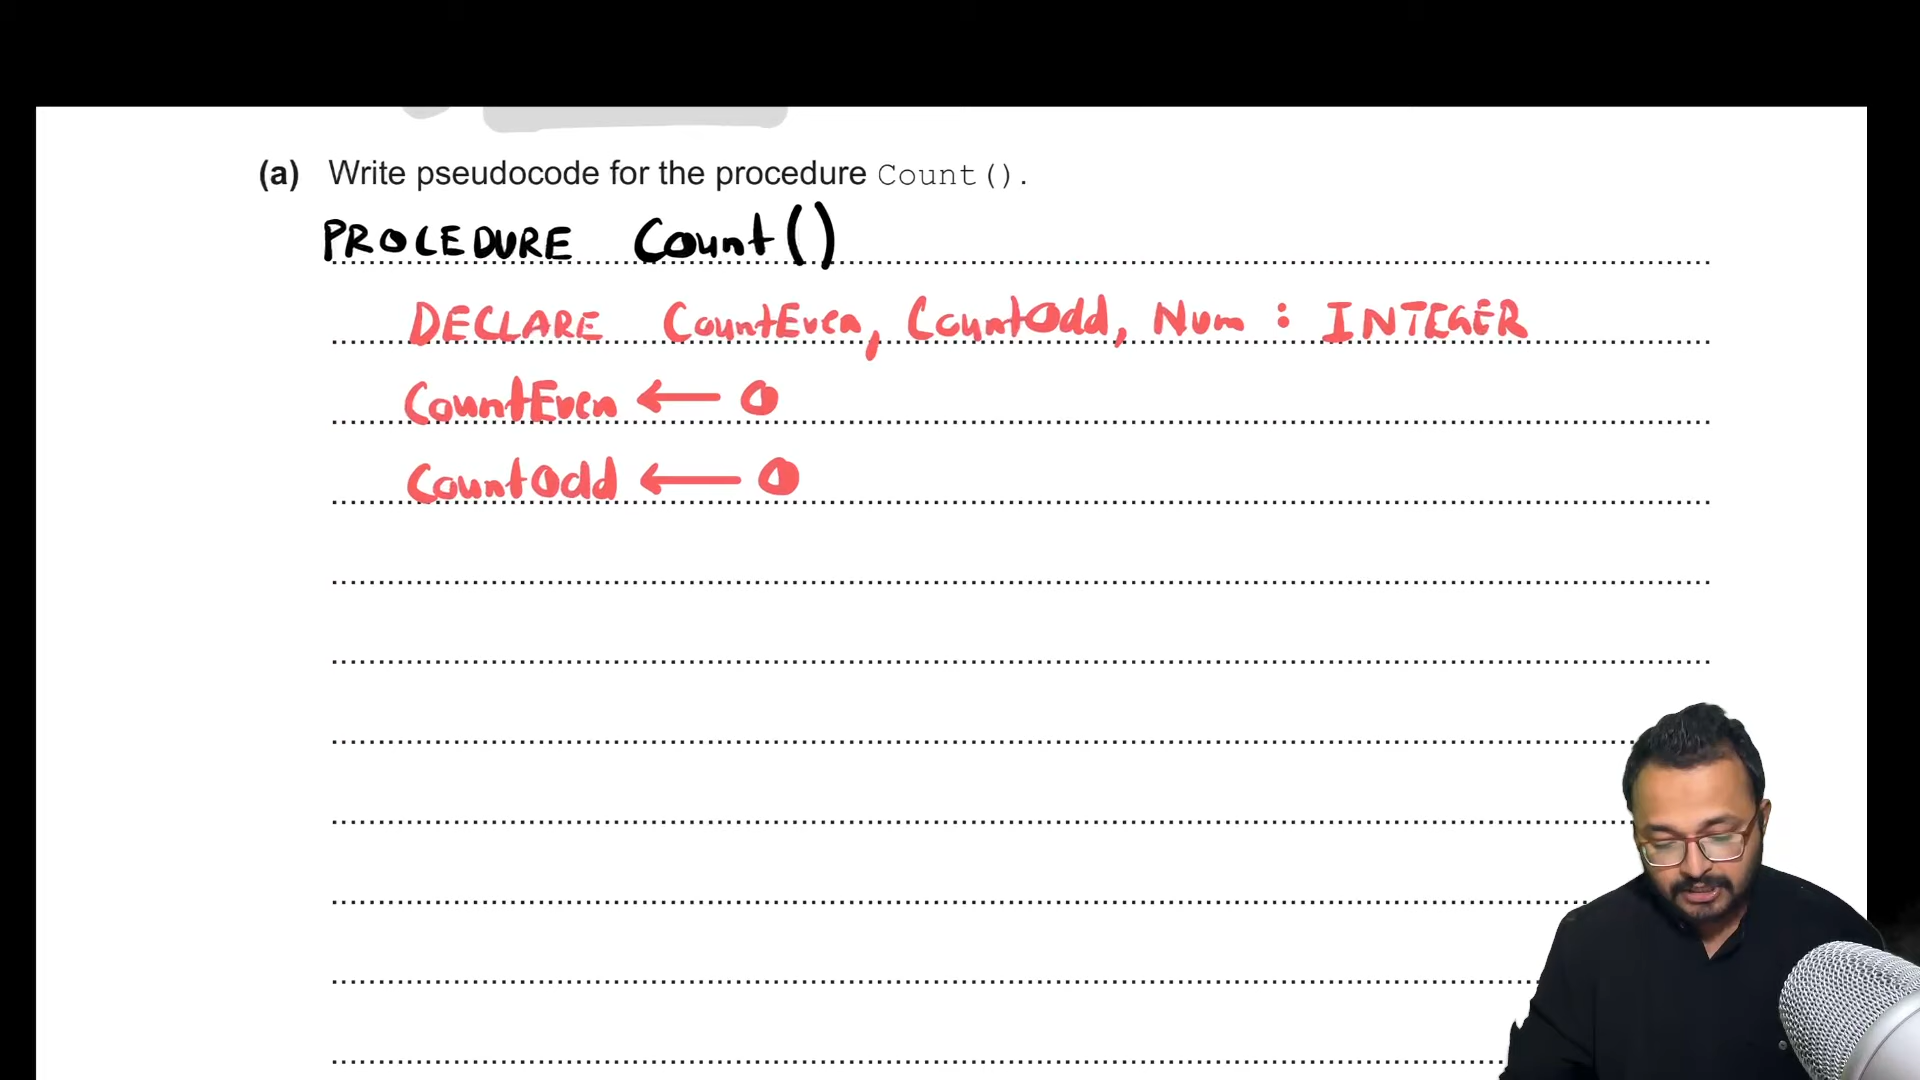 (a) Write pseudocode for the procedure Count().
PROCEDURE Count()
DECLARE CountEven, CountOdd, Num : INTEGER
CountEven ← 0
CountOdd ← 0